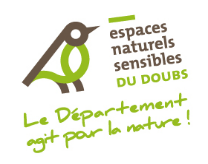 espaces
naturels
sensibles
DU DOUBS
Le Département
agit pour la nature !